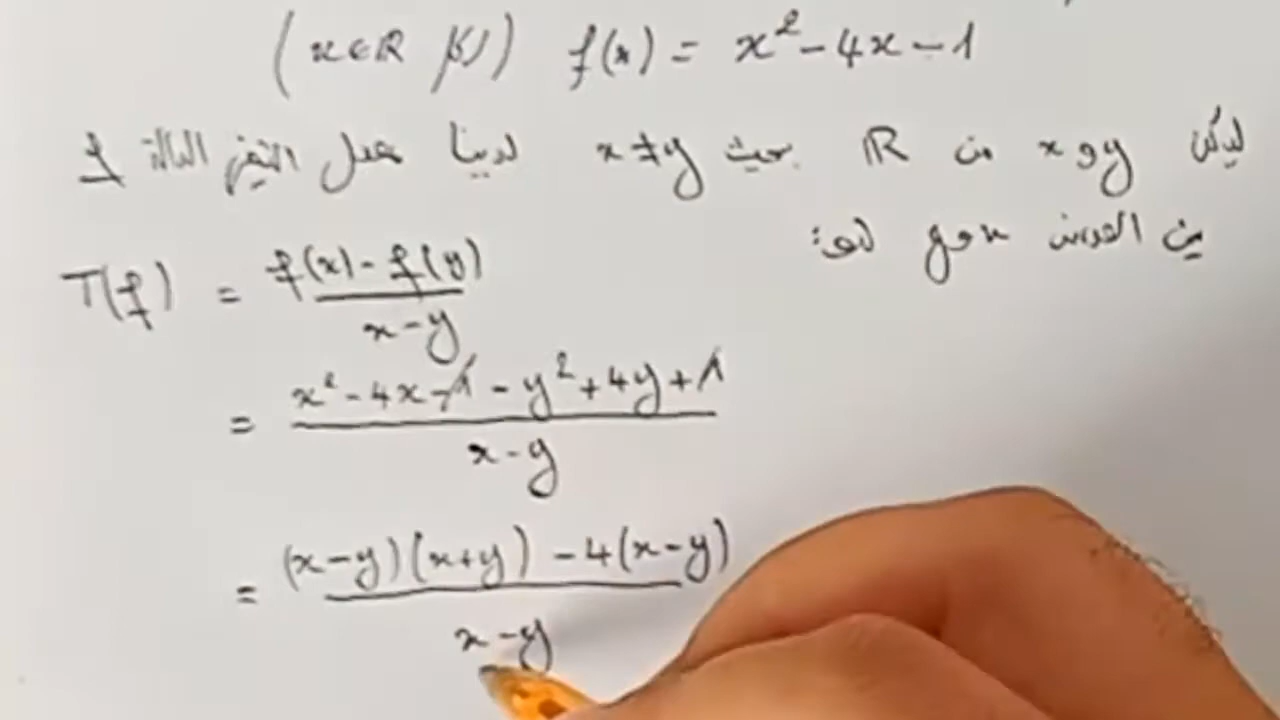 (x∈ℝ لكل) f(x) = x² - 4x - 1
ليكن x و y من ℝ بحيث x ≠ y لدينا معدل التغير الدالة f
بين العددين x و y هو:
T(f) = (f(x) - f(y)) / (x - y)
= (x² - 4x - 1 - y² + 4y + 1) / (x - y)
= ((x-y)(x+y) - 4(x-y)) / (x - y)